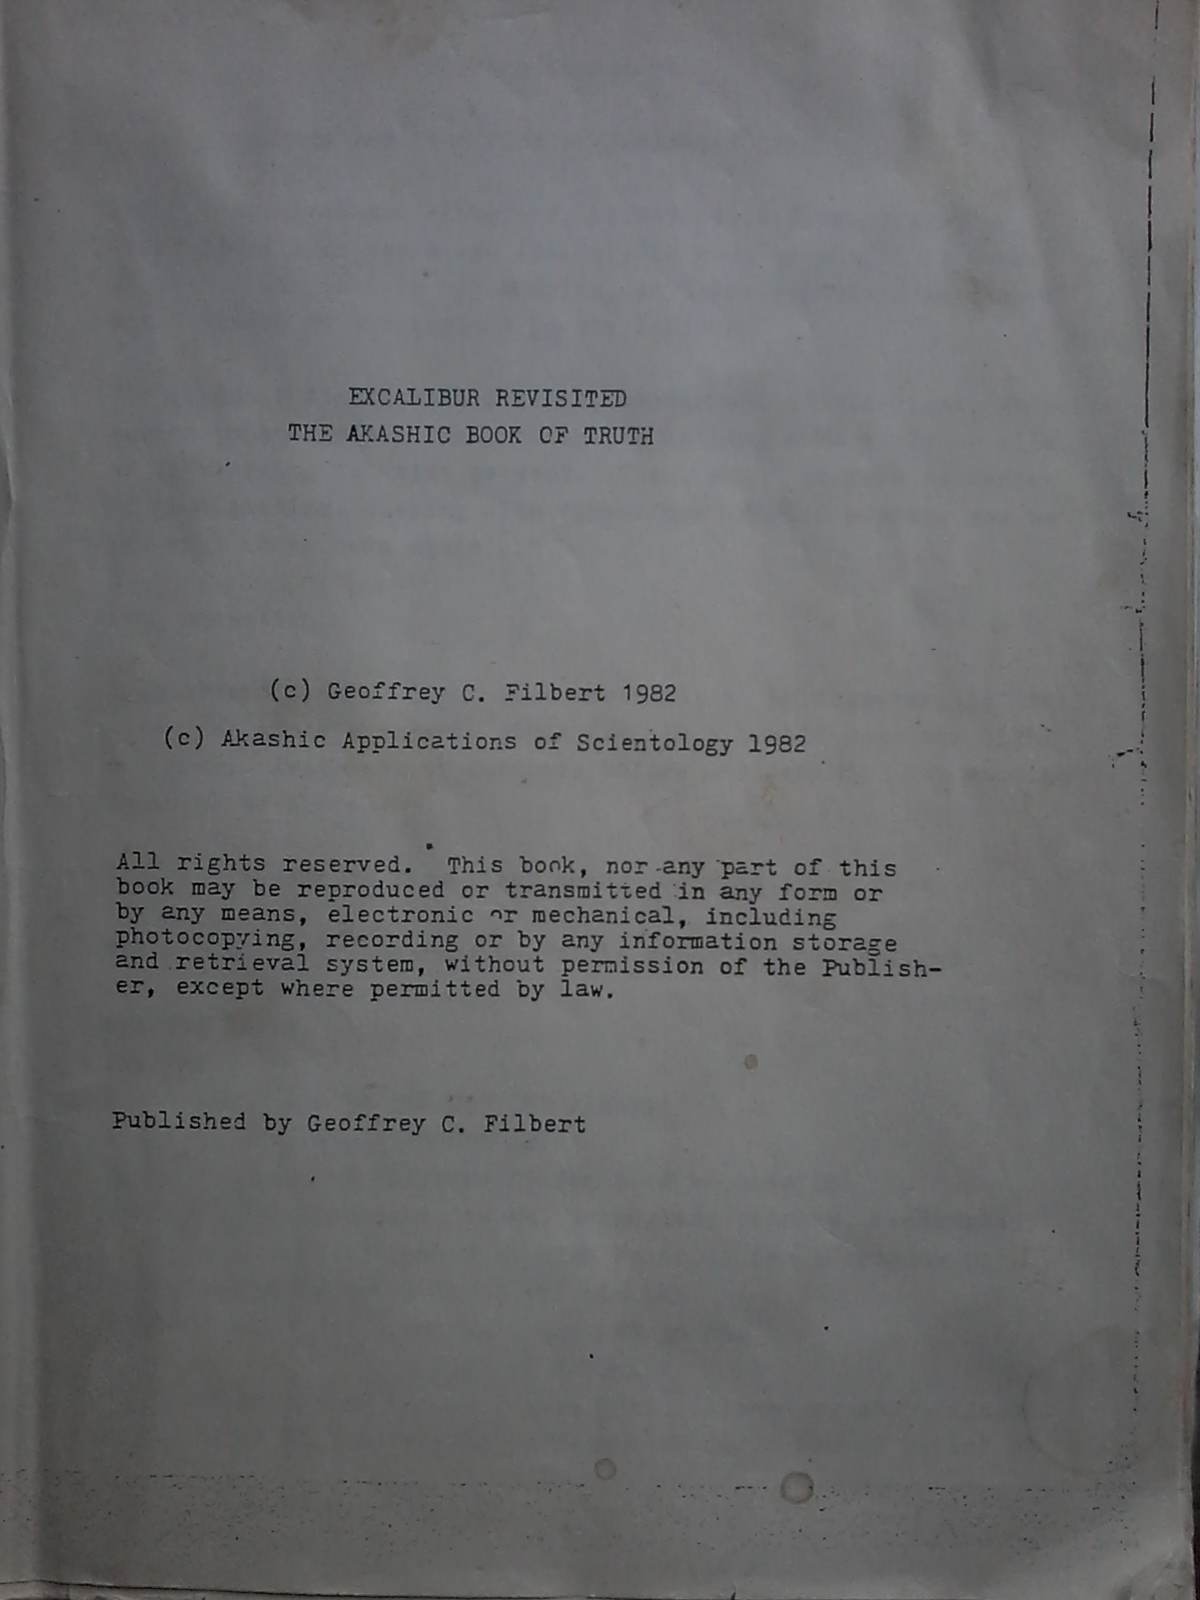 EXCALIBUR REVISITED
THE AKASHIC BOOK OF TRUTH
(c) Geoffrey C. Filbert 1982
(c) Akashic Applications of Scientology 1982
All rights reserved. This book, nor any part of this
book may be reproduced or transmitted in any form or
by any means, electronic or mechanical, including
photocopying, recording or by any information storage
and retrieval system, without permission of the Publish-
er, except where permitted by law.
Published by Geoffrey C. Filbert